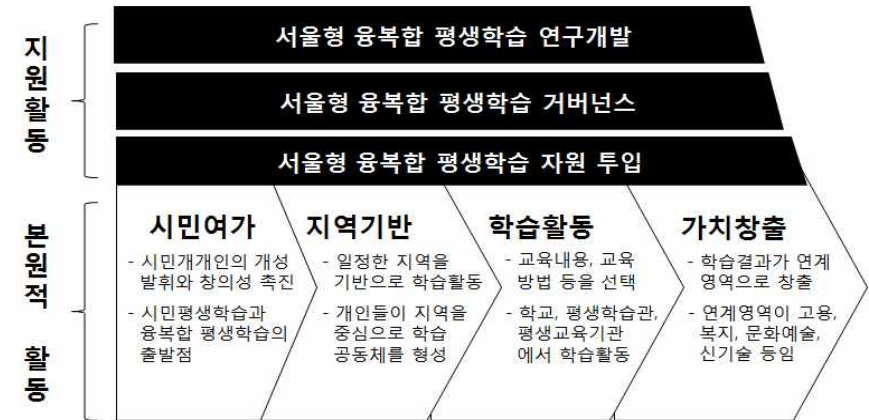 지원활동
서울형 융복합 평생학습 연구개발
서울형 융복합 평생학습 거버넌스
서울형 융복합 평생학습 자원 투입
본원적 활동
시민여가
- 시민개개인의 개성
발휘와 창의성 촉진
- 시민평생학습과
융복합 평생학습의
출발점
지역기반
- 일정한 지역을
기반으로 학습활동
- 개인들이 지역을
중심으로 학습
공동체를 형성
학습활동
- 교육내용, 교육
방법 등을 선택
- 학교, 평생학습관,
평생교육기관
에서 학습활동
가치창출
- 학습결과가 연계
영역으로 창출
- 연계영역이 고용,
복지, 문화예술,
신기술 등임